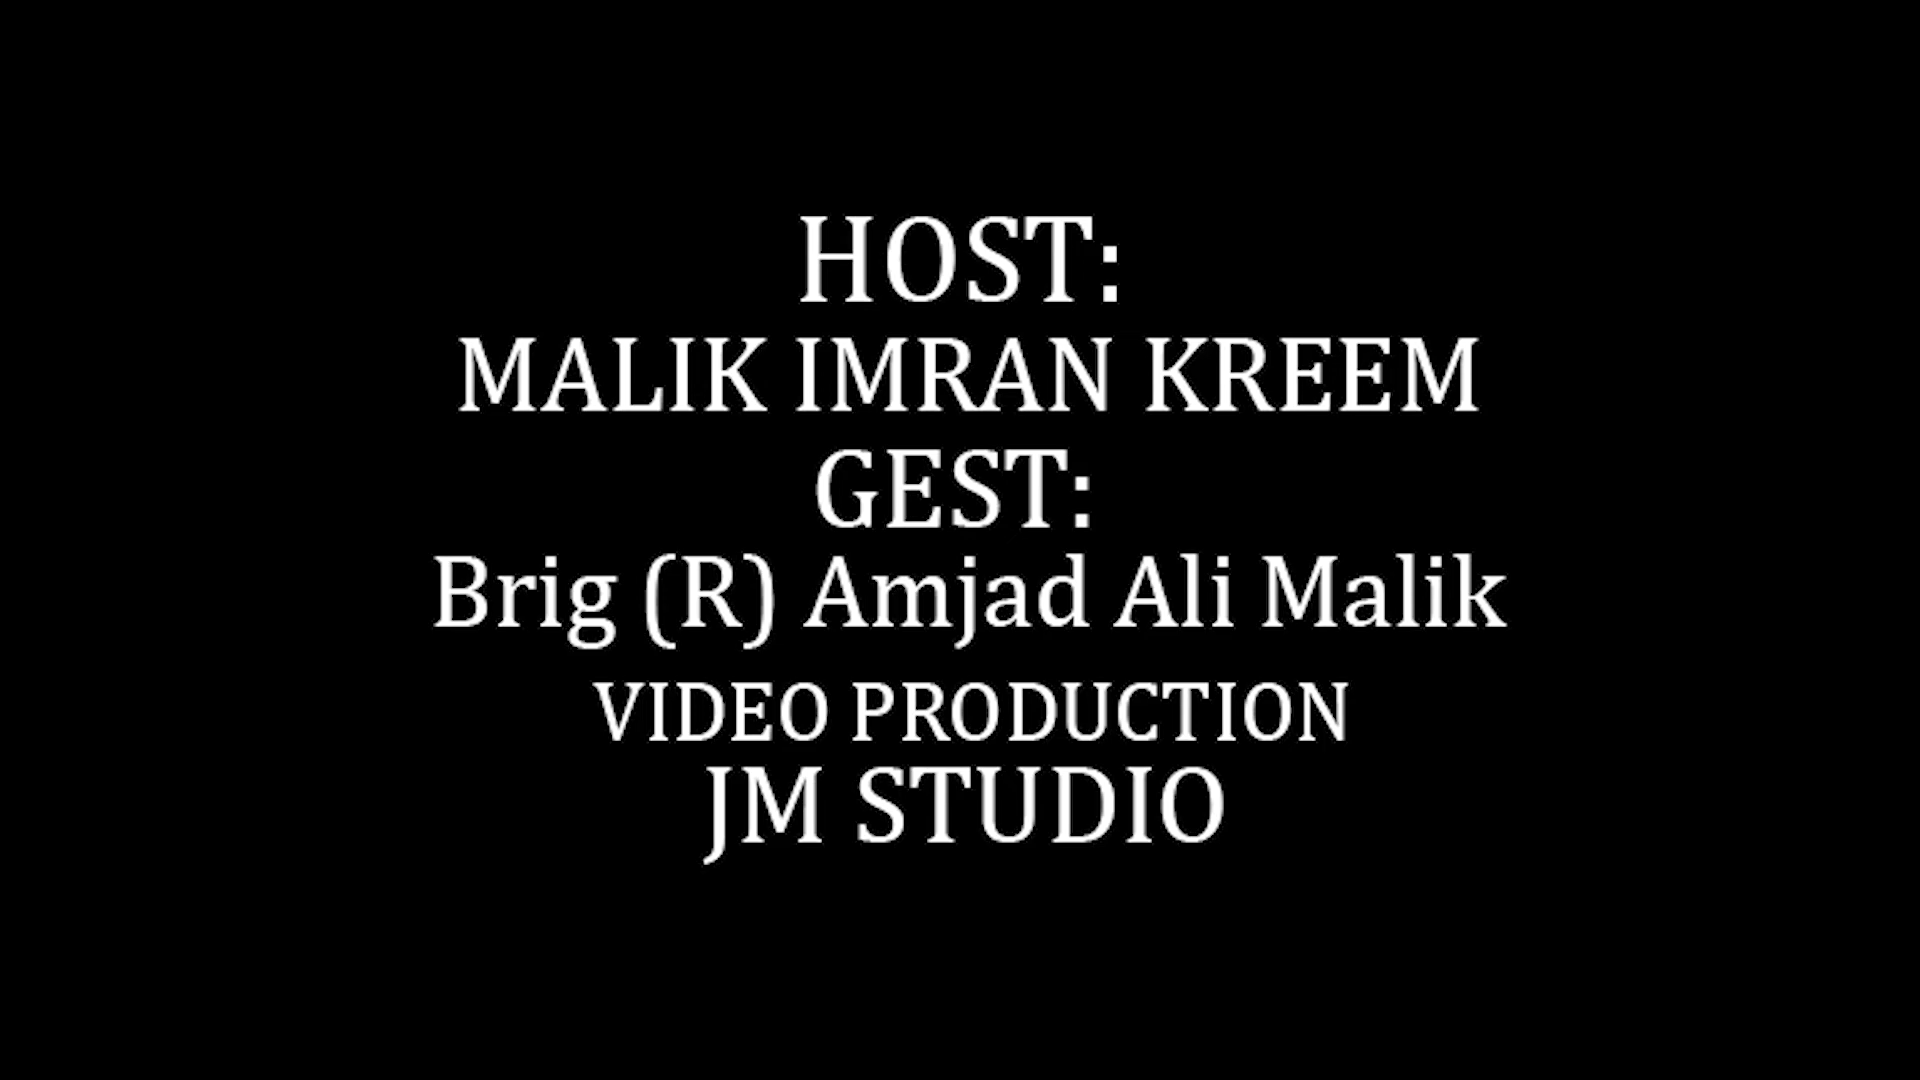 HOST:
MALIK IMRAN KREEM
GEST:
Brig (R) Amjad Ali Malik
VIDEO PRODUCTION
JM STUDIO